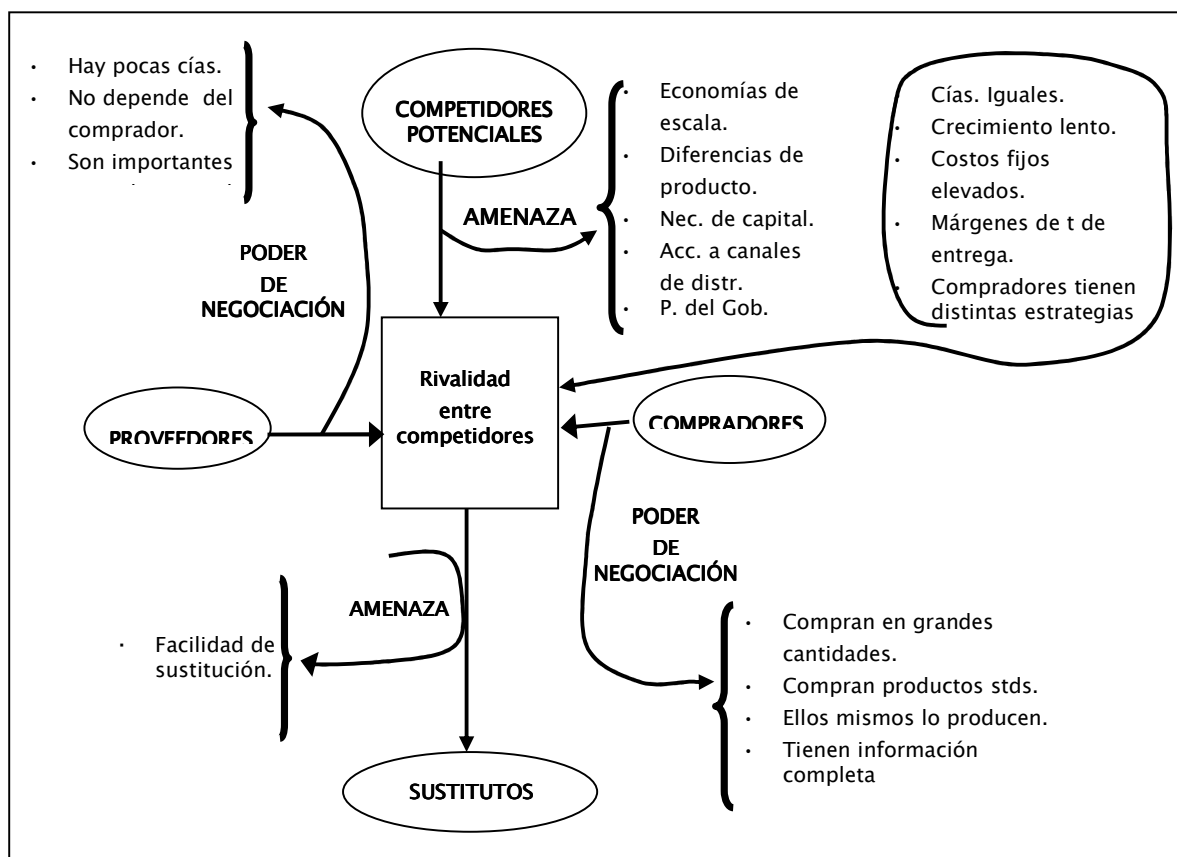 · Hay pocas cías.
· No depende del
comprador.
· Son importantes
COMPETIDORES
POTENCIALES
AMENAZA
· Economías de
escala.
· Diferencias de
producto.
· Nec. de capital.
· Acc. a canales
de distr.
· P. del Gob.
Cías. Iguales.
· Crecimiento lento.
· Costos fijos
elevados.
· Márgenes de t de
entrega.
· Compradores tienen
distintas estrategias
PODER
DE
NEGOCIACIÓN
PROVEEDORES
Rivalidad
entre
competidores
COMPRADORES
PODER
DE
NEGOCIACIÓN
AMENAZA
· Facilidad de
sustitución.
· Compran en grandes
cantidades.
· Compran productos stds.
· Ellos mismos lo producen.
· Tienen información
completa
SUSTITUTOS